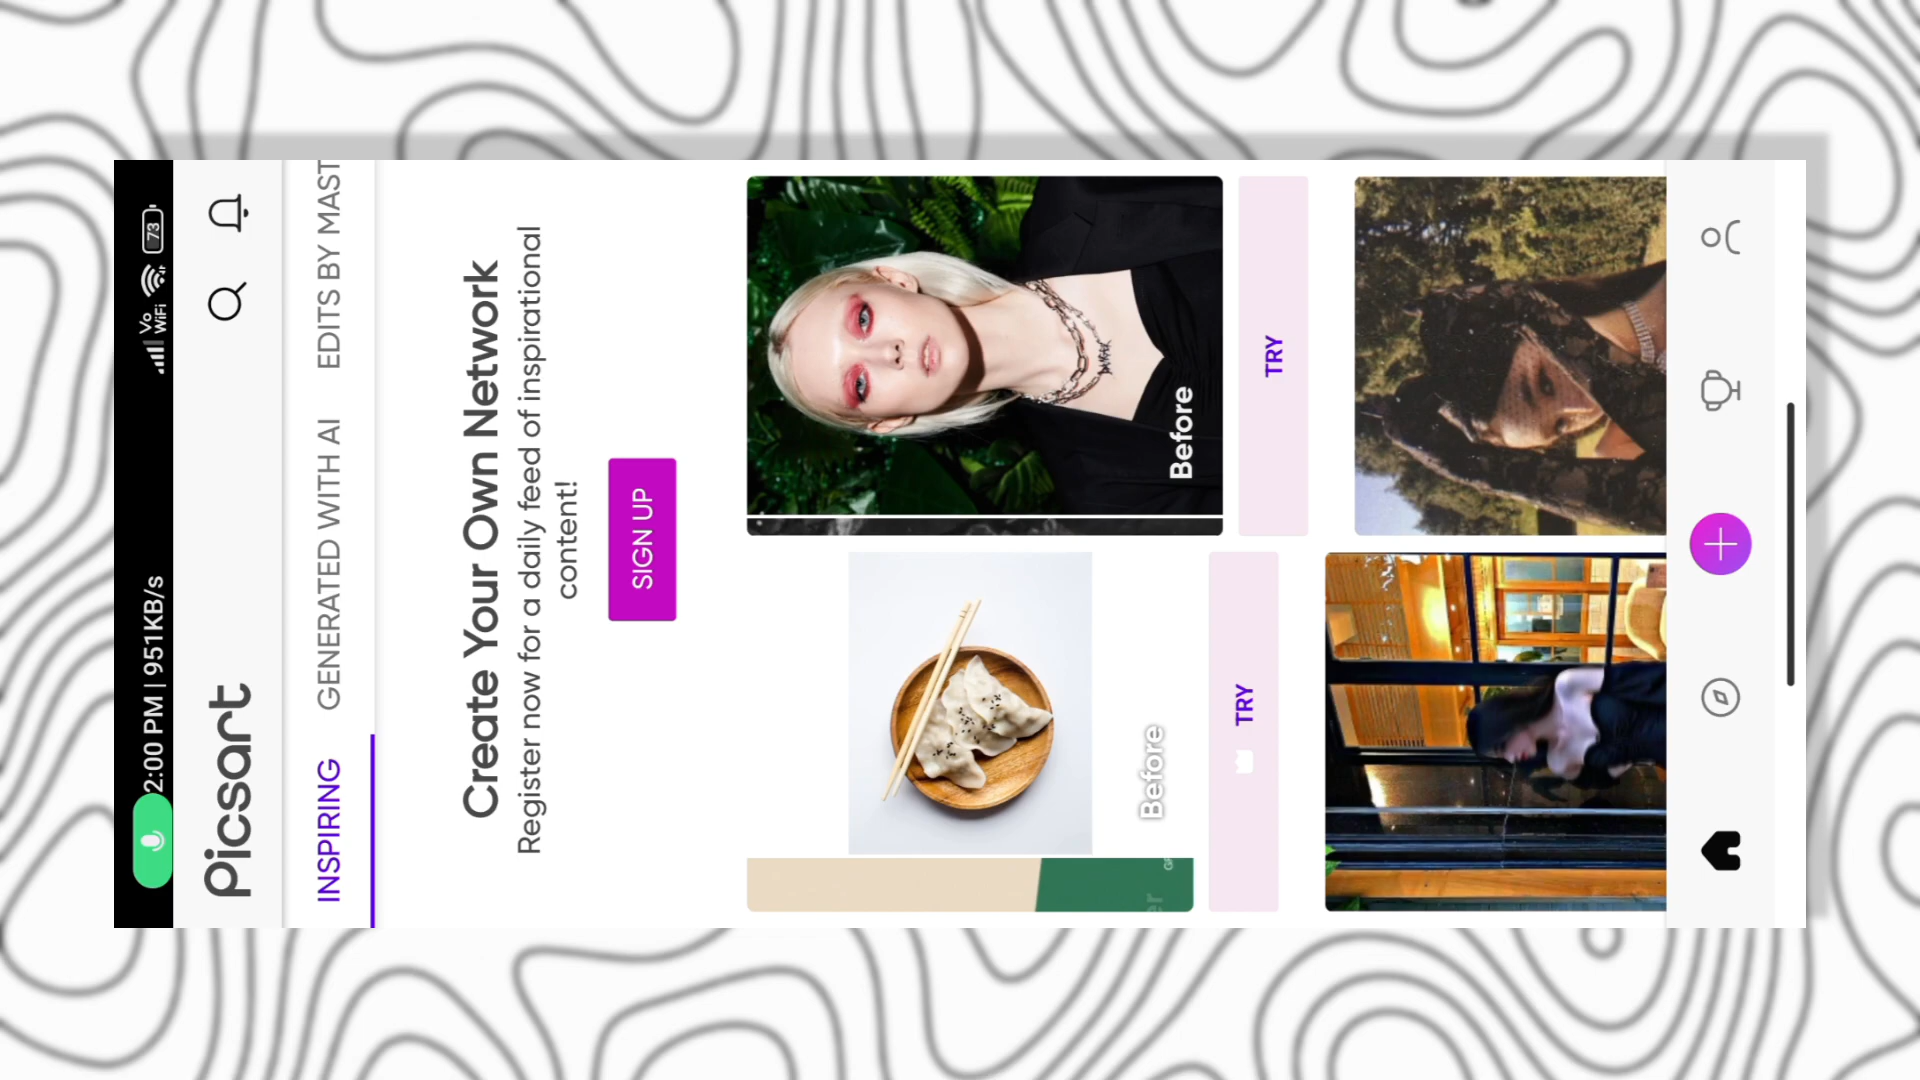 2:00 PM | 951KB/s
Vo
WiFi
73
Picsart
INSPIRING
GENERATED WITH AI
EDITS BY MAST
Create Your Own Network
Register now for a daily feed of inspirational
content!
SIGN UP
Before
Before
TRY
TRY